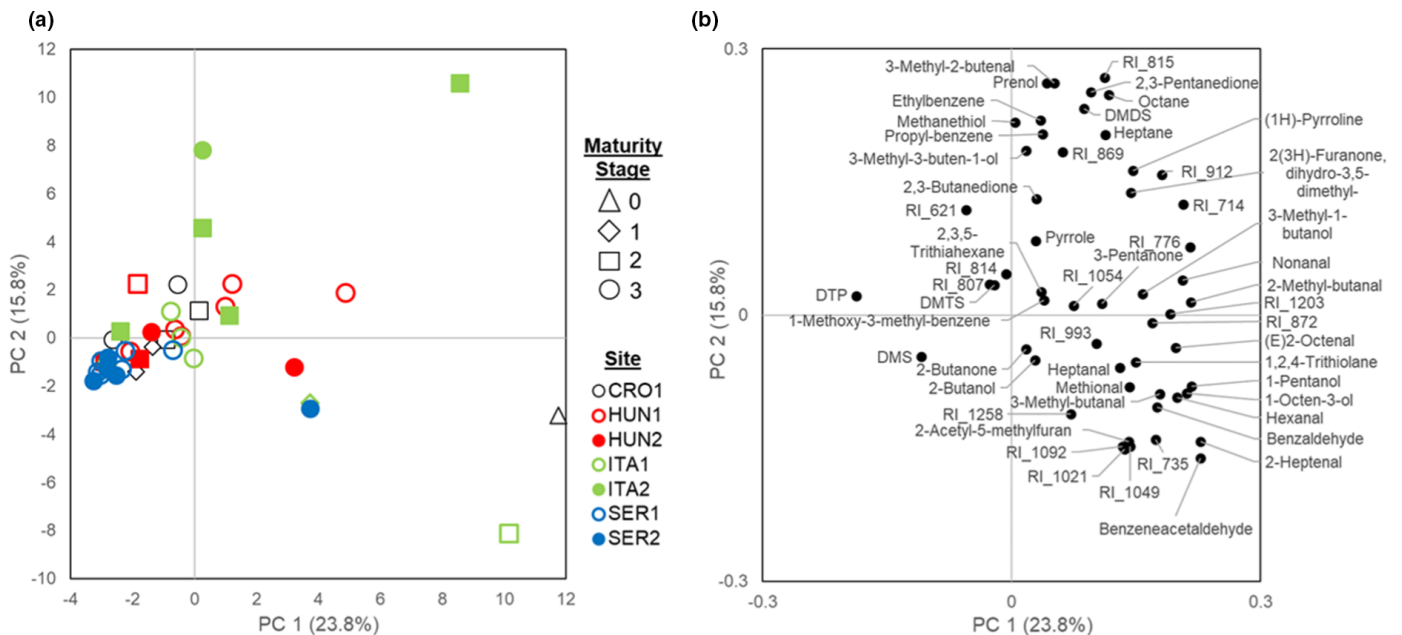 (a)
12
10
8
6
4
2
0
-2
-4
-6
-8
-10
-4
-2
0
2
4
6
8
10
12
PC 2 (15.8%)
PC 1 (23.8%)
Maturity
Stage
0
1
2
3
Site
CRO1
HUN1
HUN2
ITA1
ITA2
SER1
SER2
(b)
0.3
0
-0.3
-0.3
0
0.3
PC 2 (15.8%)
PC 1 (23.8%)
3-Methyl-2-butenal
RI_815
Prenol
2,3-Pentanedione
Ethylbenzene
Octane
Methanethiol
DMDS
Propyl-benzene
Heptane
(1H)-Pyrroline
3-Methyl-3-buten-1-ol
RI_869
RI_912
2(3H)-Furanone,
dihydro-3,5-
dimethyl-
2,3-Butanedione
RI_621
RI_714
3-Methyl-1-
butanol
2,3,5-
Trithiahexane
Pyrrole
RI_776
3-Pentanone
Nonanal
RI_814
RI_1054
RI_807
2-Methyl-butanal
DTP
DMTS
RI_1203
1-Methoxy-3-methyl-benzene
RI_872
RI_993
(E)2-Octenal
DMS
2-Butanone
Heptanal
1,2,4-Trithiolane
2-Butanol
Methional
1-Pentanol
3-Methyl-butanal
1-Octen-3-ol
RI_1258
Hexanal
2-Acetyl-5-methylfuran
Benzaldehyde
RI_1092
RI_735
2-Heptenal
RI_1021
RI_1049
Benzeneacetaldehyde